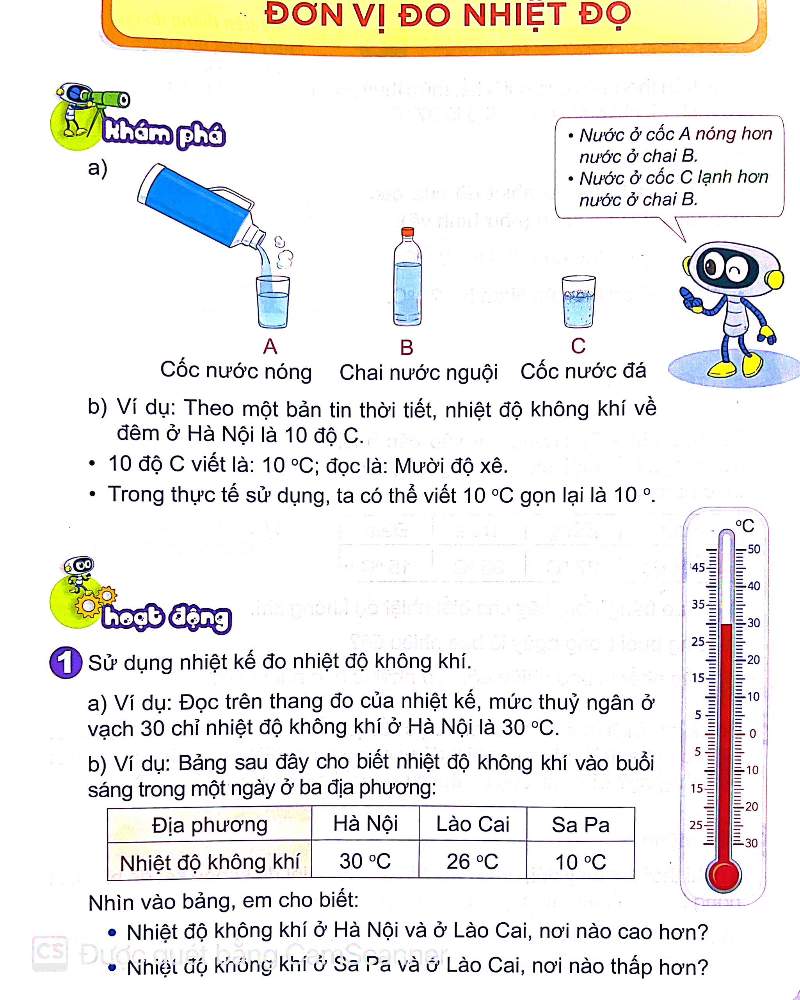 ĐƠN VỊ ĐO NHIỆT ĐỘ
khám phá
a)
• Nước ở cốc A nóng hơn
nước ở chai B.
• Nước ở cốc C lạnh hơn
nước ở chai B.
A
B
C
Cốc nước nóng
Chai nước nguội
Cốc nước đá
b) Ví dụ: Theo một bản tin thời tiết, nhiệt độ không khí về
đêm ở Hà Nội là 10 độ C.
• 10 độ C viết là: 10 ºC; đọc là: Mười độ xê.
• Trong thực tế sử dụng, ta có thể viết 10 ºC gọn lại là 10 º.
ºC
50
45
40
35
30
25
20
15
10
5
0
5
10
15
20
25
30
hoạt động
1 Sử dụng nhiệt kế đo nhiệt độ không khí.
a) Ví dụ: Đọc trên thang đo của nhiệt kế, mức thuỷ ngân ở
vạch 30 chỉ nhiệt độ không khí ở Hà Nội là 30 ºC.
b) Ví dụ: Bảng sau đây cho biết nhiệt độ không khí vào buổi
sáng trong một ngày ở ba địa phương:
Địa phương Hà Nội Lào Cai Sa Pa
Nhiệt độ không khí 30 ºC 26 ºC 10 ºC
Nhìn vào bảng, em cho biết:
• Nhiệt độ không khí ở Hà Nội và ở Lào Cai, nơi nào cao hơn?
CS Được quét bằng CamScanner
• Nhiệt độ không khí ở Sa Pa và ở Lào Cai, nơi nào thấp hơn?